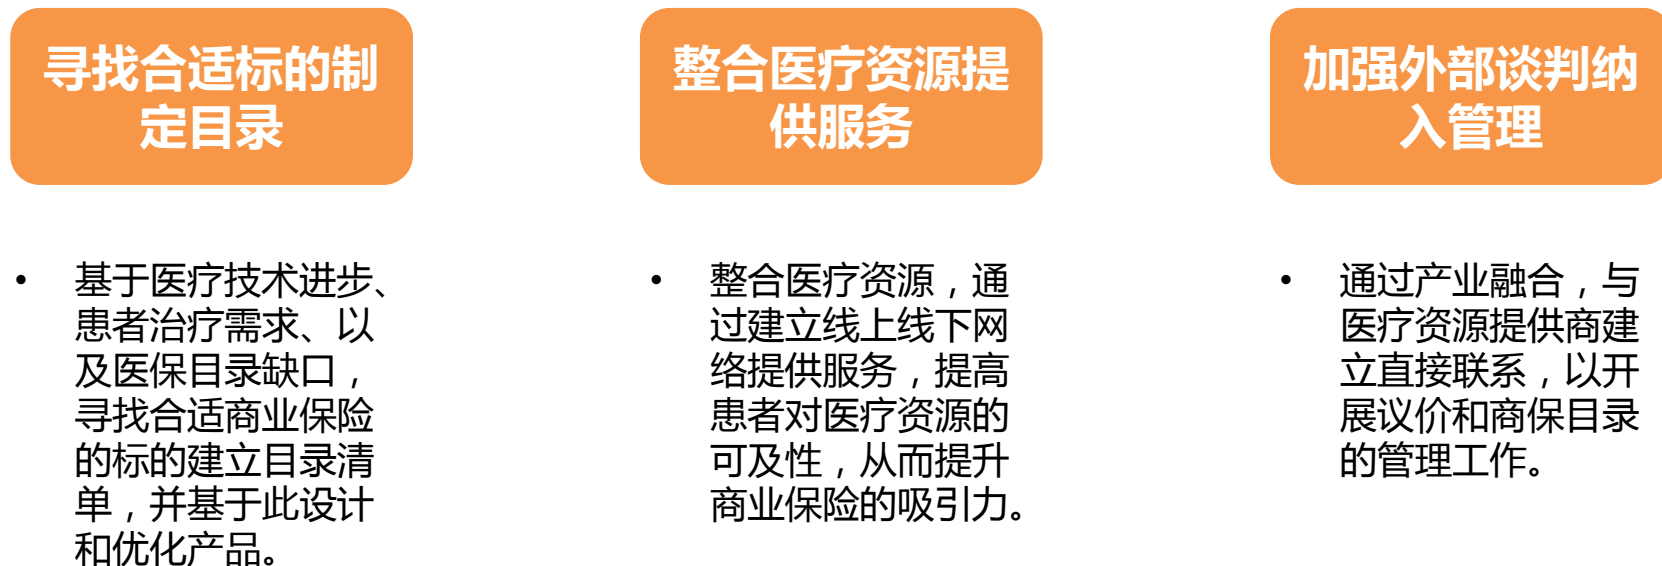 寻找合适标的制
定目录
• 基于医疗技术进步、
患者治疗需求、以
及医保目录缺口，
寻找合适商业保险
的标的建立目录清
单，并基于此设计
和优化产品。
整合医疗资源提
供服务
• 整合医疗资源，通
过建立线上线下网
络提供服务，提高
患者对医疗资源的
可及性，从而提升
商业保险的吸引力。
加强外部谈判纳
入管理
• 通过产业融合，与
医疗资源提供商建
立直接联系，以开
展议价和商保目录
的管理工作。